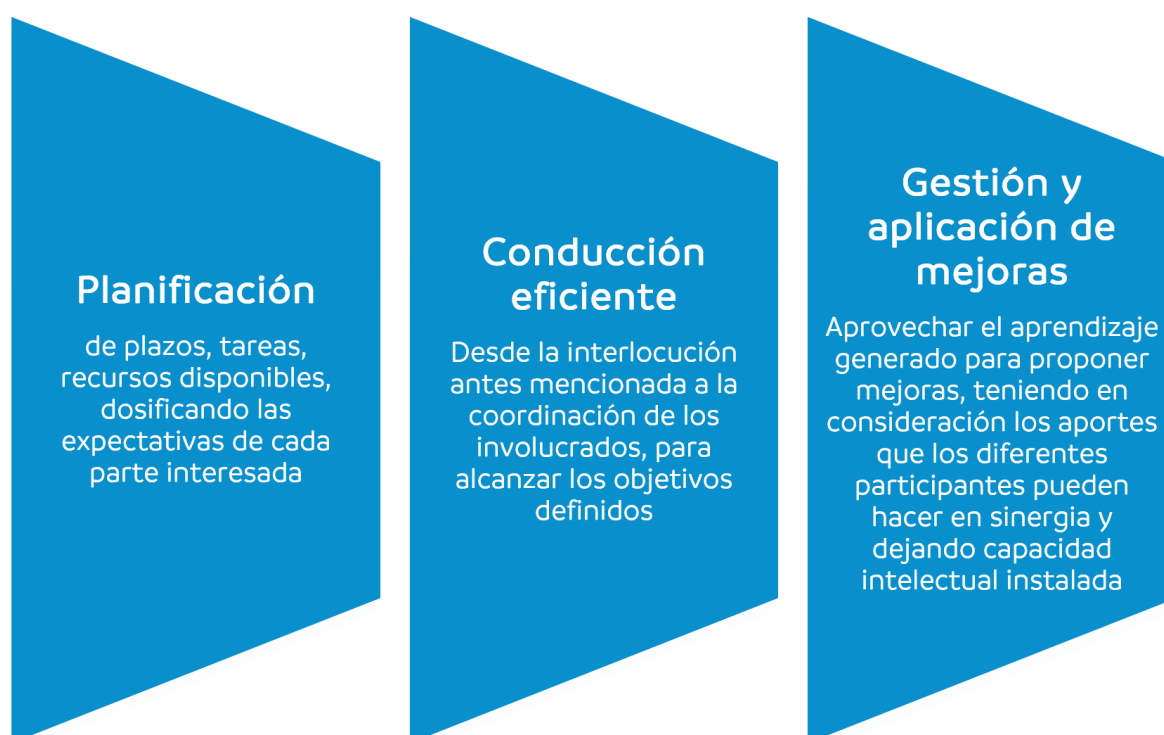 Planificación
de plazos, tareas,
recursos disponibles,
dosificando las
expectativas de cada
parte interesada
Conducción
eficiente
Desde la interlocución
antes mencionada a la
coordinación de los
involucrados, para
alcanzar los objetivos
definidos
Gestión y
aplicación de
mejoras
Aprovechar el aprendizaje
generado para proponer
mejoras, teniendo en
consideración los aportes
que los diferentes
participantes pueden
hacer en sinergia y
dejando capacidad
intelectual instalada